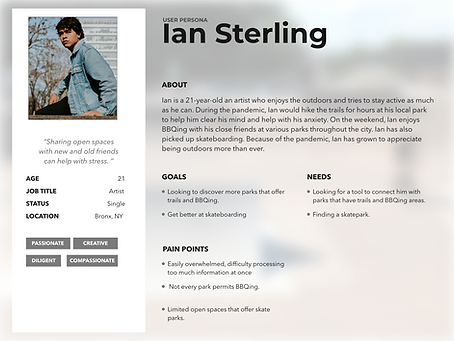 USER PERSONA
Ian Sterling
"Sharing open spaces
with new and old friends
can help with stress. "
AGE 21
JOB TITLE Artist
STATUS Single
LOCATION Bronx, NY
PASSIONATE CREATIVE
DILIGENT COMPASSIONATE
ABOUT
Ian is a 21-year-old an artist who enjoys the outdoors and tries to stay active as much
as he can. During the pandemic, Ian would hike the trails for hours at his local park
to help him clear his mind and help with his anxiety. On the weekend, Ian enjoys
BBQing with his close friends at various parks throughout the city. Ian has also
picked up skateboarding. Because of the pandemic, Ian has grown to appreciate
being outdoors more than ever.
GOALS
Looking to discover more parks that offer
trails and BBQing.
Get better at skateboarding
NEEDS
Looking for a tool to connect him with
parks that have trails and BBQing areas.
Finding a skatepark.
PAIN POINTS
Easily overwhelmed, difficulty processing
too much information at once
Not every park permits BBQing.
Limited open spaces that offer skate
parks.